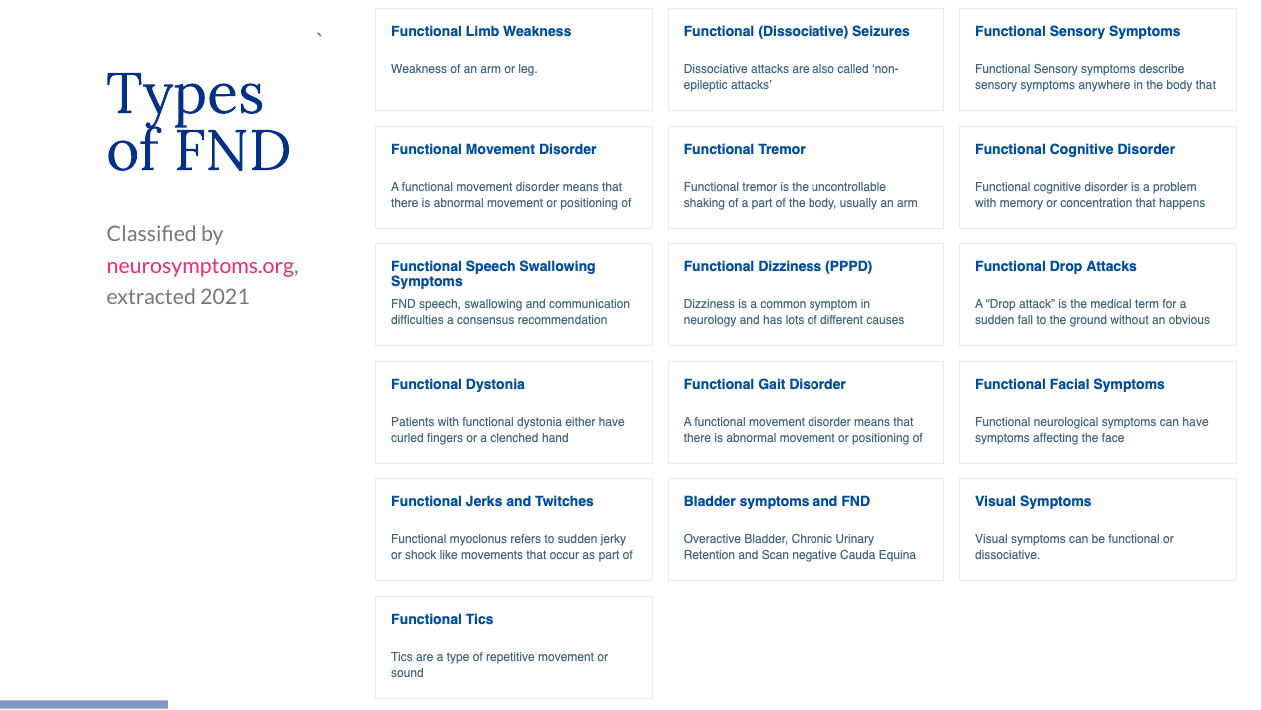 `
Types
of FND
Classified by
neurosymptoms.org,
extracted 2021
Functional Limb Weakness
Weakness of an arm or leg.
Functional (Dissociative) Seizures
Dissociative attacks are also called ‘non-
epileptic attacks’
Functional Sensory Symptoms
Functional Sensory symptoms describe
sensory symptoms anywhere in the body that
Functional Movement Disorder
A functional movement disorder means that
there is abnormal movement or positioning of
Functional Tremor
Functional tremor is the uncontrollable
shaking of a part of the body, usually an arm
Functional Cognitive Disorder
Functional cognitive disorder is a problem
with memory or concentration that happens
Functional Speech Swallowing
Symptoms
FND speech, swallowing and communication
difficulties a consensus recommendation
Functional Dizziness (PPPD)
Dizziness is a common symptom in
neurology and has lots of different causes
Functional Drop Attacks
A “Drop attack” is the medical term for a
sudden fall to the ground without an obvious
Functional Dystonia
Patients with functional dystonia either have
curled fingers or a clenched hand
Functional Gait Disorder
A functional movement disorder means that
there is abnormal movement or positioning of
Functional Facial Symptoms
Functional neurological symptoms can have
symptoms affecting the face
Functional Jerks and Twitches
Functional myoclonus refers to sudden jerky
or shock like movements that occur as part of
Bladder symptoms and FND
Overactive Bladder, Chronic Urinary
Retention and Scan negative Cauda Equina
Visual Symptoms
Visual symptoms can be functional or
dissociative.
Functional Tics
Tics are a type of repetitive movement or
sound